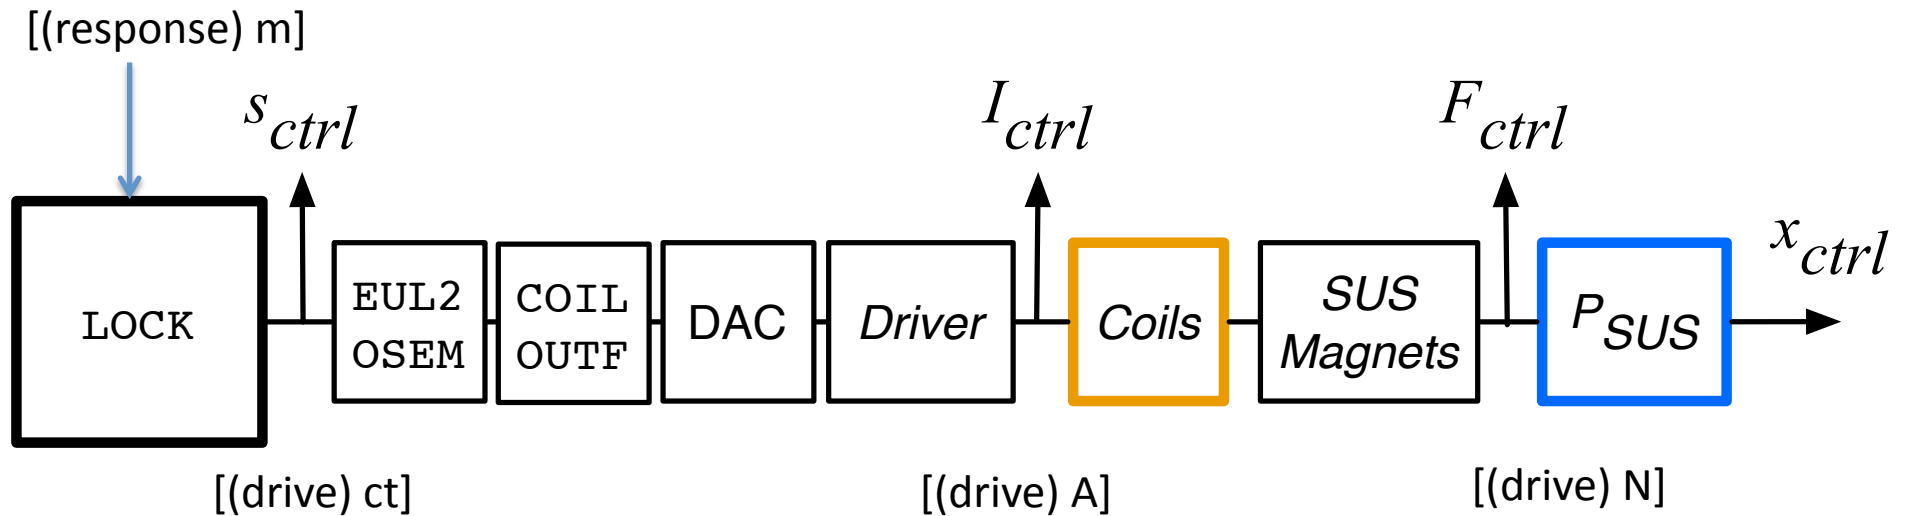 [(response) m]
s_ctrl
I_ctrl
F_ctrl
x_ctrl
LOCK
EUL2
OSEM
COIL
OUTF
DAC
Driver
Coils
SUS
Magnets
P_SUS
[(drive) ct]
[(drive) A]
[(drive) N]